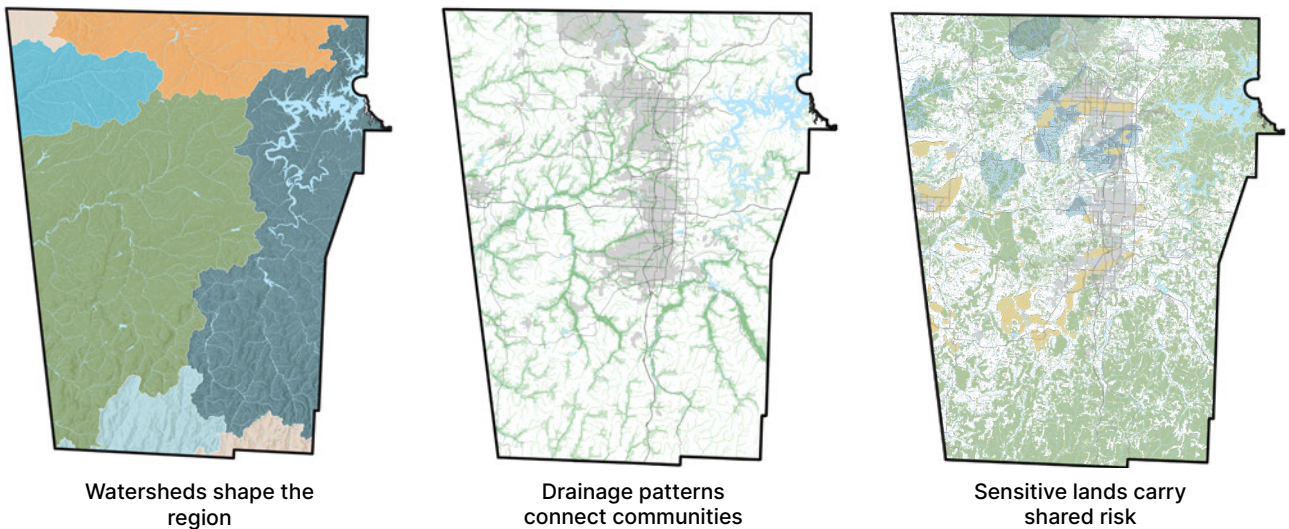 Watersheds shape the
region
Drainage patterns
connect communities
Sensitive lands carry
shared risk